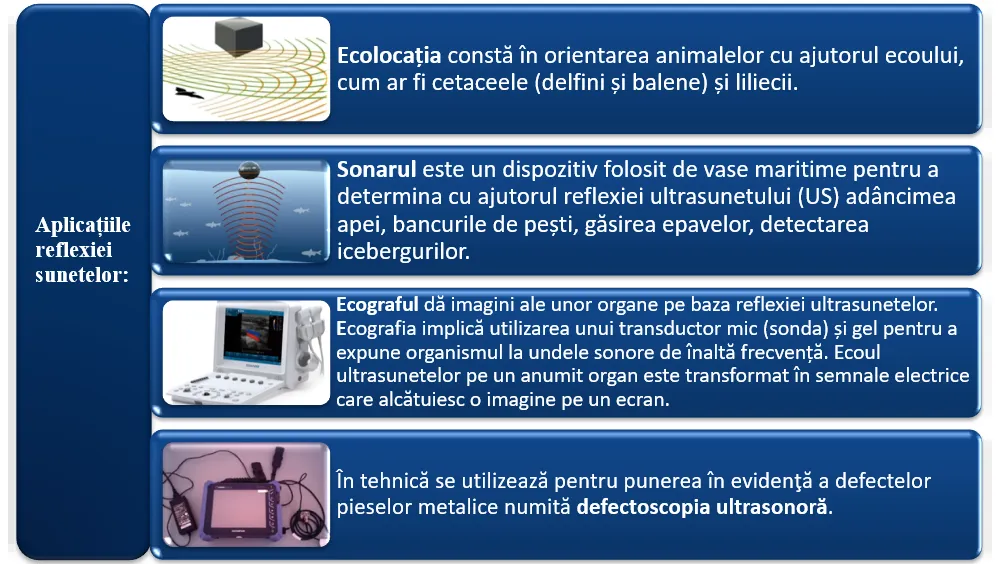 Aplicațiile
reflexiei
sunetelor:
Ecolocația constă în orientarea animalelor cu ajutorul ecoului,
cum ar fi cetaceele (delfini și balene) și liliecii.
Sonarul este un dispozitiv folosit de vase maritime pentru a
determina cu ajutorul reflexiei ultrasunetului (US) adâncimea
apei, bancurile de pești, găsirea epavelor, detectarea
icebergurilor.
Ecograful dă imagini ale unor organe pe baza reflexiei ultrasunetelor.
Ecografia implică utilizarea unui transductor mic (sonda) și gel pentru a
expune organismul la undele sonore de înaltă frecvență. Ecoul
ultrasunetelor pe un anumit organ este transformat în semnale electrice
care alcătuiesc o imagine pe un ecran.
În tehnică se utilizează pentru punerea în evidenţă a defectelor
pieselor metalice numită defectoscopia ultrasonoră.